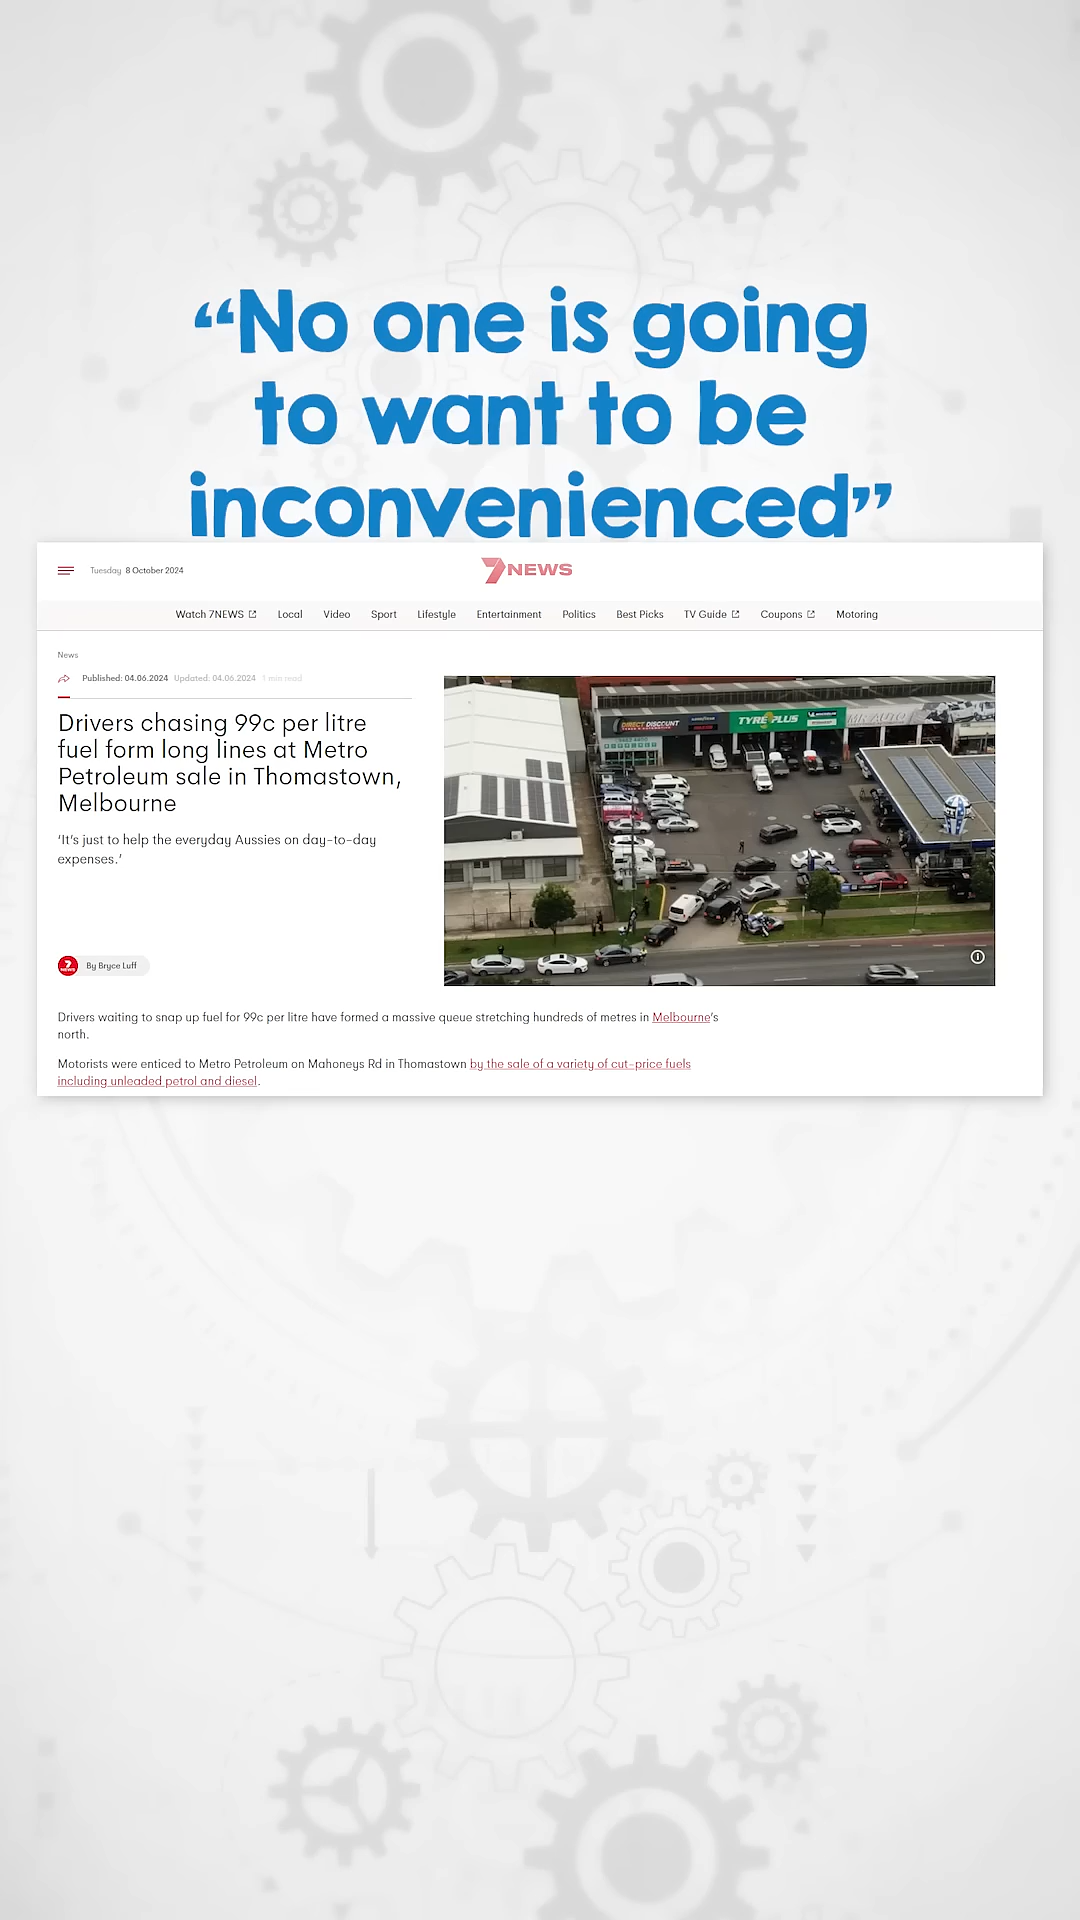 “No one is going
to want to be
inconvenienced”
Tuesday 8 October 2024
7NEWS
Watch 7NEWS Local Video Sport Lifestyle Entertainment Politics Best Picks TV Guide Coupons Motoring
News
Published: 04.06.2024 Updated: 04.06.2024 1 min read
Drivers chasing 99c per litre
fuel form long lines at Metro
Petroleum sale in Thomastown,
Melbourne
‘It’s just to help the everyday Aussies on day-to-day
expenses.’
By Bryce Luff
DIRECT DISCOUNT
TYREPLUS
MK AUTO
Drivers waiting to snap up fuel for 99c per litre have formed a massive queue stretching hundreds of metres in Melbourne’s
north.
Motorists were enticed to Metro Petroleum on Mahoneys Rd in Thomastown by the sale of a variety of cut-price fuels
including unleaded petrol and diesel.